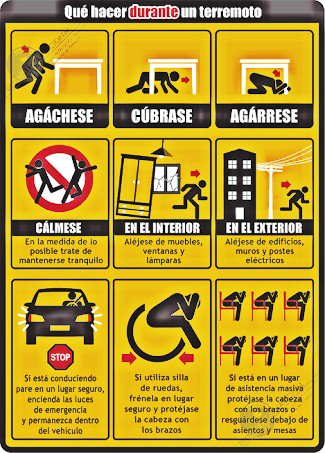 Qué hacer durante un terremoto
AGÁCHESE
CÚBRASE
AGÁRRESE
CÁLMESE
En la medida de lo
posible trate de
mantenerse tranquilo
EN EL INTERIOR
Aléjese de muebles,
ventanas y
lámparas
EN EL EXTERIOR
Aléjese de edificios,
muros y postes
eléctricos
STOP
Si está conduciendo
pare en un lugar seguro,
encienda las luces
de emergencia
y permanezca dentro
del vehículo
Si utiliza silla
de ruedas,
frénela en lugar
seguro y protéjase
la cabeza con
los brazos
Si está en un lugar
de asistencia masiva
protéjase la cabeza
con los brazos o
resguárdese debajo de
asientos y mesas